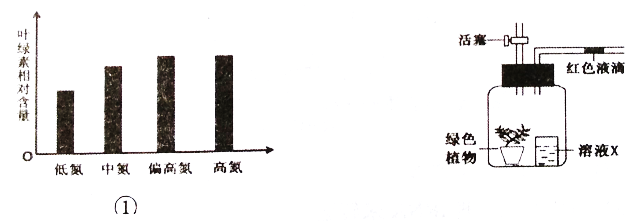 叶绿素相对含量
O
低氮 中氮 偏高氮 高氮
①
活塞
红色液滴
绿色
植物
溶液X